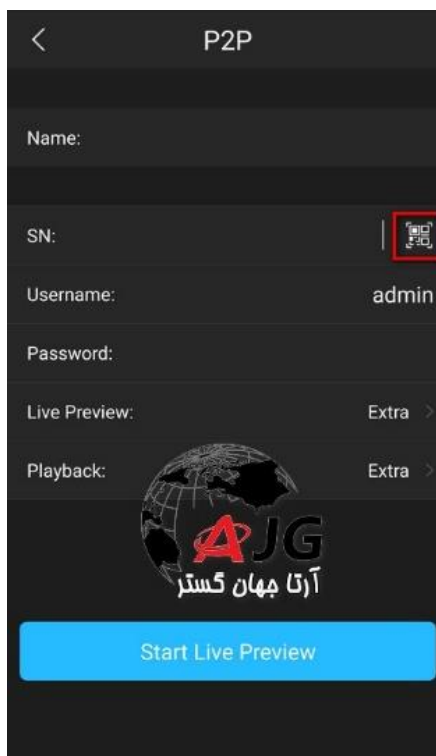 P2P
Name:
SN:
Username: admin
Password:
Live Preview: Extra
Playback: Extra
AJG
آرتا جهان گستر
Start Live Preview